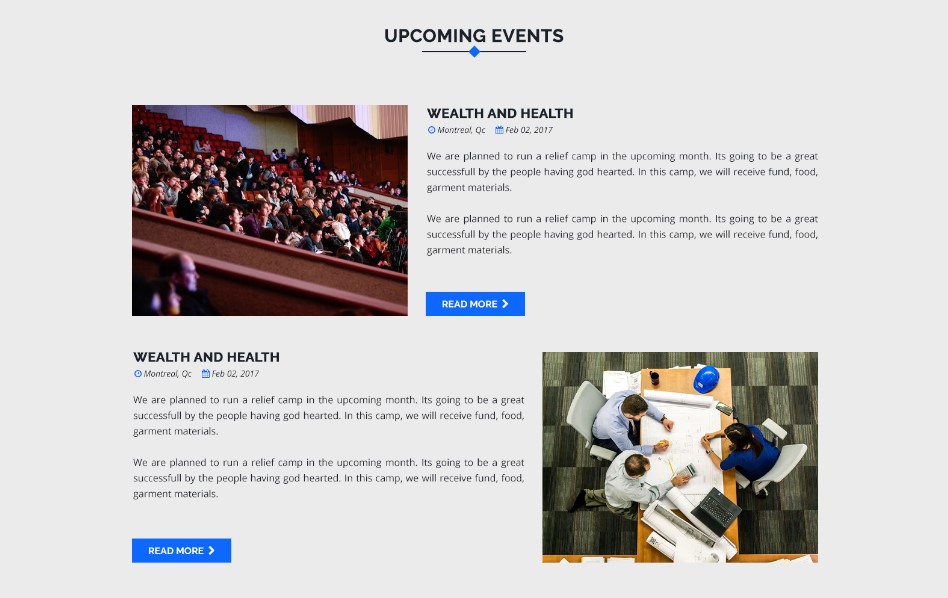 UPCOMING EVENTS
WEALTH AND HEALTH
Montreal, Qc Feb 02, 2017
We are planned to run a relief camp in the upcoming month. Its going to be a great
successfull by the people having god hearted. In this camp, we will receive fund, food,
garment materials.
We are planned to run a relief camp in the upcoming month. Its going to be a great
successfull by the people having god hearted. In this camp, we will receive fund, food,
garment materials.
READ MORE
WEALTH AND HEALTH
Montreal, Qc Feb 02, 2017
We are planned to run a relief camp in the upcoming month. Its going to be a great
successfull by the people having god hearted. In this camp, we will receive fund, food,
garment materials.
We are planned to run a relief camp in the upcoming month. Its going to be a great
successfull by the people having god hearted. In this camp, we will receive fund, food,
garment materials.
READ MORE